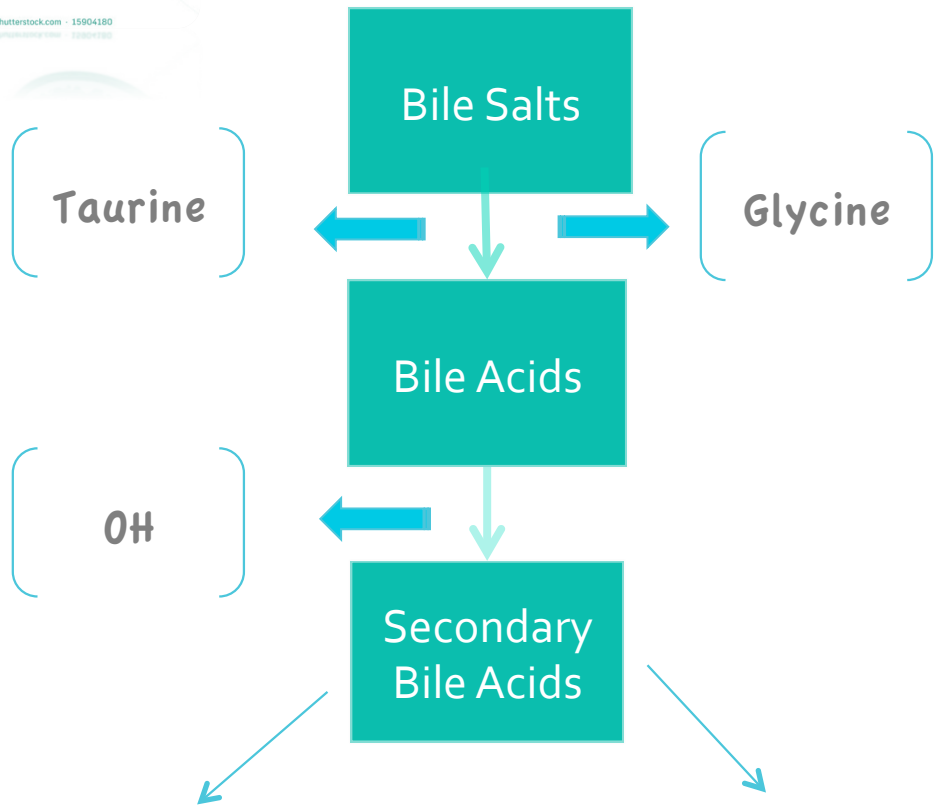 hutterstock.com · 15904180
Bile Salts
Taurine
Glycine
Bile Acids
OH
Secondary
Bile Acids